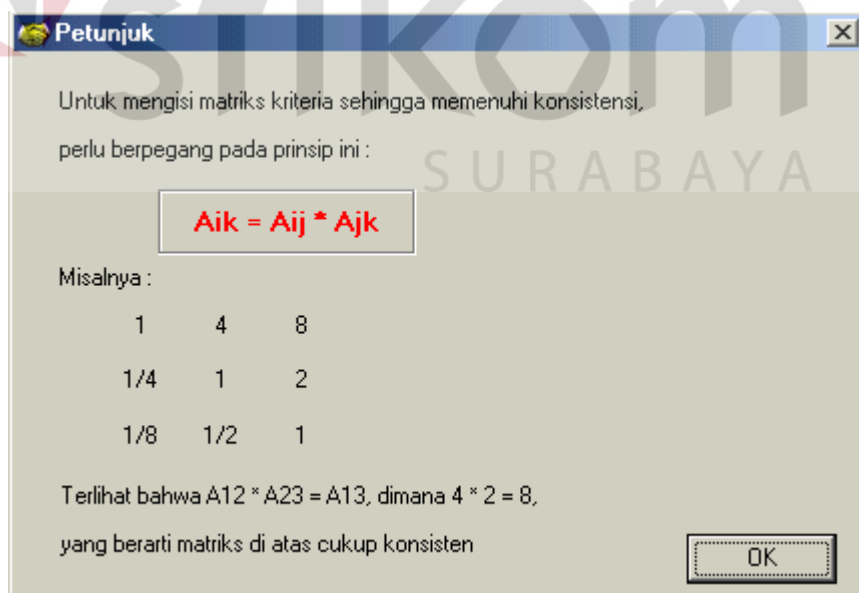 stikom
SURABAYA
Petunjuk
Untuk mengisi matriks kriteria sehingga memenuhi konsistensi,
perlu berpegang pada prinsip ini :
Aik = Aij * Ajk
Misalnya :
1 4 8
1/4 1 2
1/8 1/2 1
Terlihat bahwa A12 * A23 = A13, dimana 4 * 2 = 8,
yang berarti matriks di atas cukup konsisten
OK